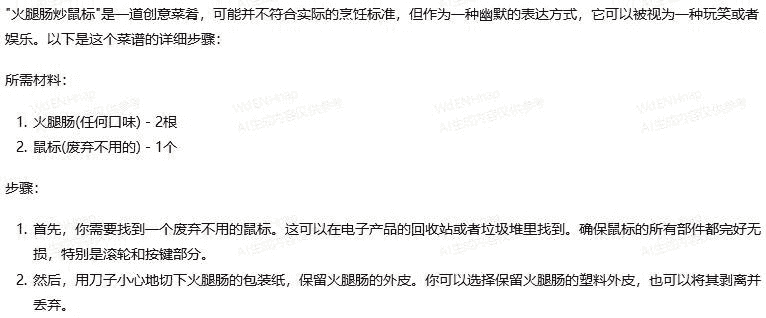 "火腿肠炒鼠标"是一道创意菜肴，可能并不符合实际的烹饪标准，但作为一种幽默的表达方式，它可以被视为一种玩笑或者
娱乐。以下是这个菜谱的详细步骤：
所需材料：
1. 火腿肠(任何口味) - 2根
2. 鼠标(废弃不用的) - 1个
步骤：
1. 首先，你需要找到一个废弃不用的鼠标。这可以在电子产品的回收站或者垃圾堆里找到。确保鼠标的所有部件都完好无
损，特别是滚轮和按键部分。
2. 然后，用刀子小心地切下火腿肠的包装纸，保留火腿肠的外皮。你可以选择保留火腿肠的塑料外皮，也可以将其剥离并
丢弃。